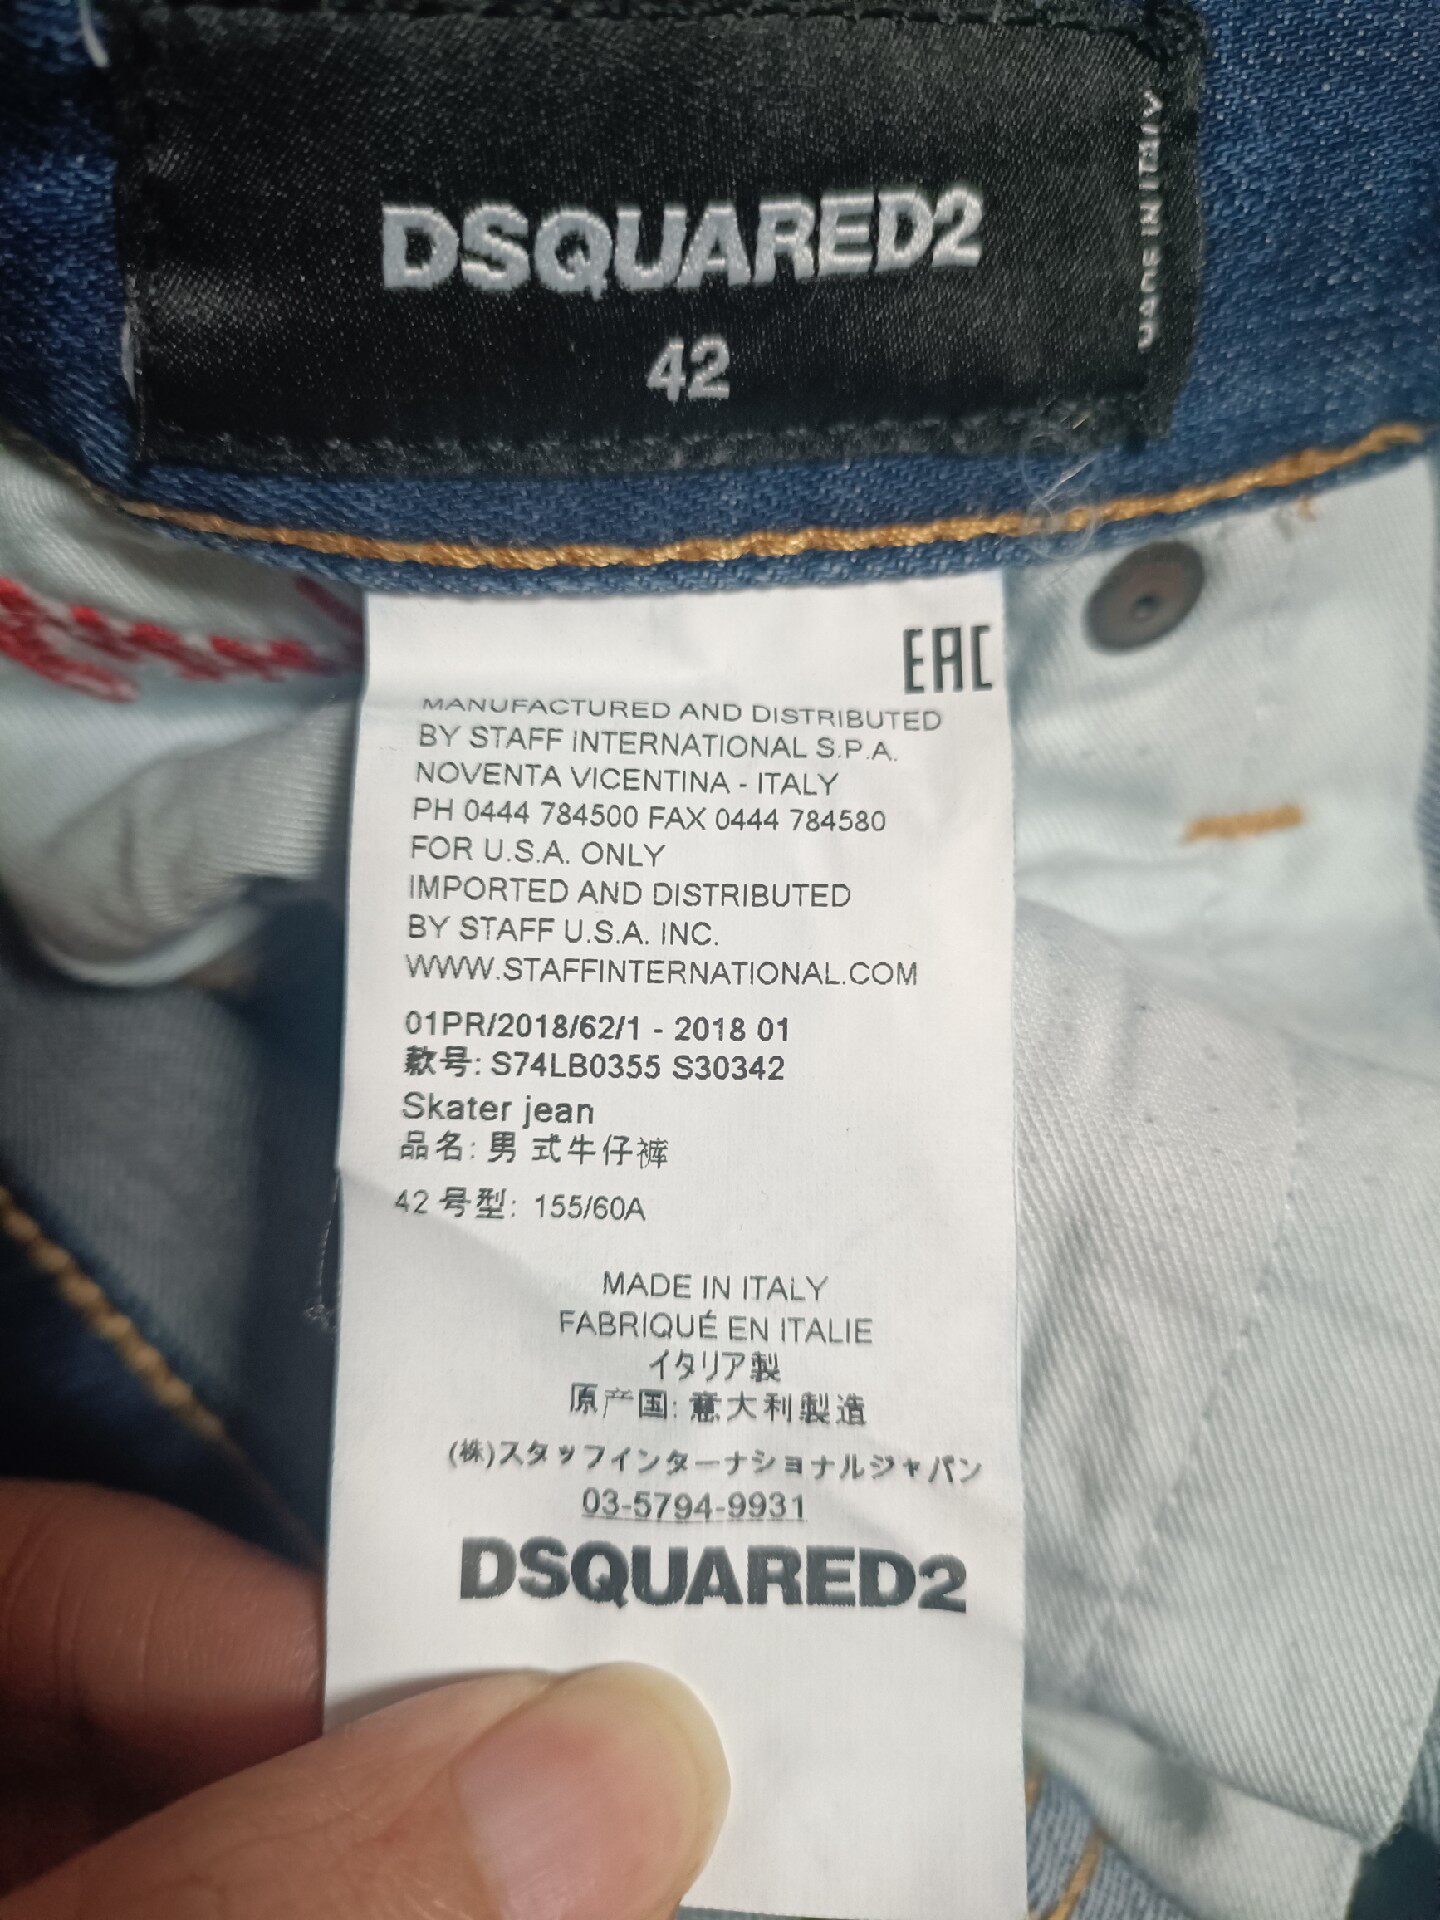 DSQUARED2
42
MADE IN ITALY
EAC
MANUFACTURED AND DISTRIBUTED
BY STAFF INTERNATIONAL S.P.A.
NOVENTA VICENTINA - ITALY
PH 0444 784500 FAX 0444 784580
FOR U.S.A. ONLY
IMPORTED AND DISTRIBUTED
BY STAFF U.S.A. INC.
WWW.STAFFINTERNATIONAL.COM
01PR/2018/62/1 - 2018 01
款号: S74LB0355 S30342
Skater jean
品名: 男 式牛仔裤
42 号型: 155/60A
MADE IN ITALY
FABRIQUÉ EN ITALIE
イタリア製
原产国: 意大利製造
(株)スタッフインターナショナルジャパン
03-5794-9931
DSQUARED2